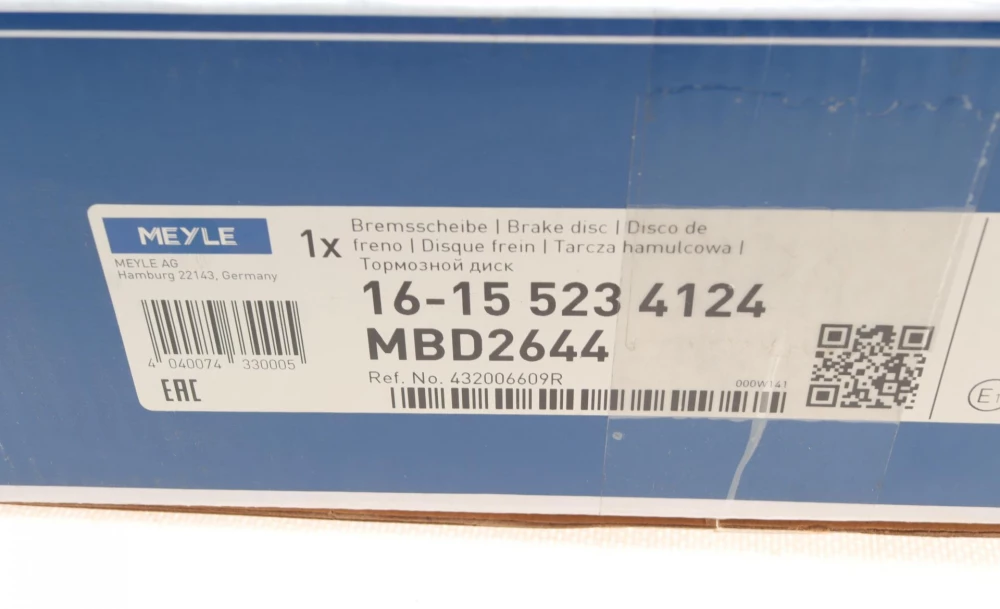 MEYLE
MEYLE AG
Hamburg 22143, Germany
1x
Bremsscheibe | Brake disc | Disco de
freno | Disque frein | Tarcza hamulcowa |
Тормозной диск
16-15 523 4124
MBD2644
Ref. No. 432006609R
000W141
4 040074 330005
EAC
E1